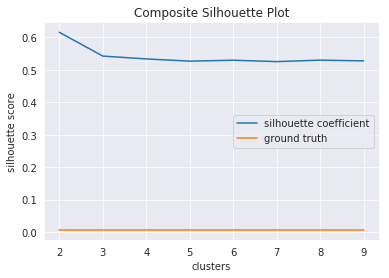 Composite Silhouette Plot
silhouette score
0.6
0.5
0.4
0.3
0.2
0.1
0.0
silhouette coefficient
ground truth
2 3 4 5 6 7 8 9
clusters